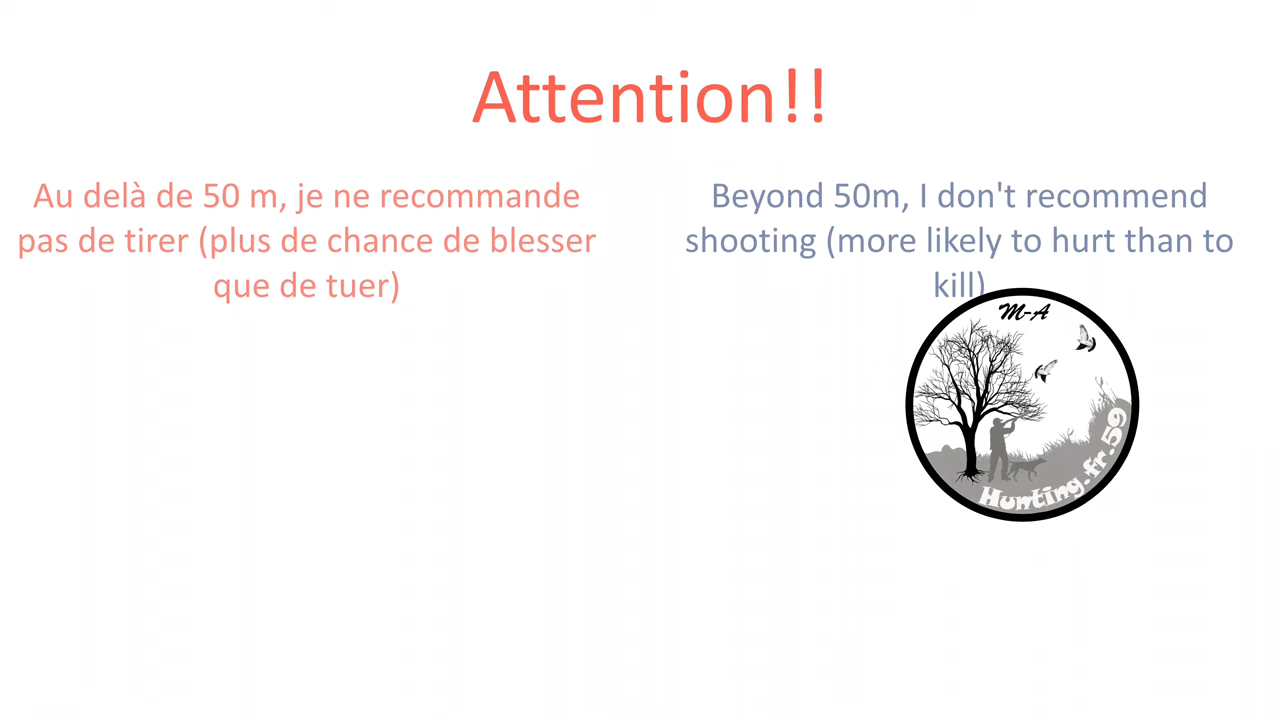 Attention!!
Au delà de 50 m, je ne recommande
pas de tirer (plus de chance de blesser
que de tuer)
Beyond 50m, I don't recommend
shooting (more likely to hurt than to
kill)
M-A
Hunting.fr.59